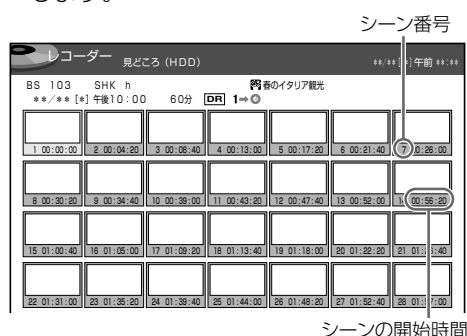 します。
シーン番号
レコーダー 見どころ (HDD) **/**[*]午前**:**
BS 103 SHK h 春のイタリア観光
**/**[*]午後10:00 60分 DR 1⇒
1 00:00:00 2 00:04:20 3 00:08:40 4 00:13:00 5 00:17:20 6 00:21:40 7 00:26:00
8 00:30:20 9 00:34:40 10 00:39:00 11 00:43:20 12 00:47:40 13 00:52:00 14 00:56:20
15 01:00:40 16 01:05:00 17 01:09:20 18 01:13:40 19 01:18:00 20 01:22:20 21
22 01:31:00 23 01:35:20 24 01:39:40 25 01:44:00 26 01:48:20 27 01:52:40 28
シーンの開始時間